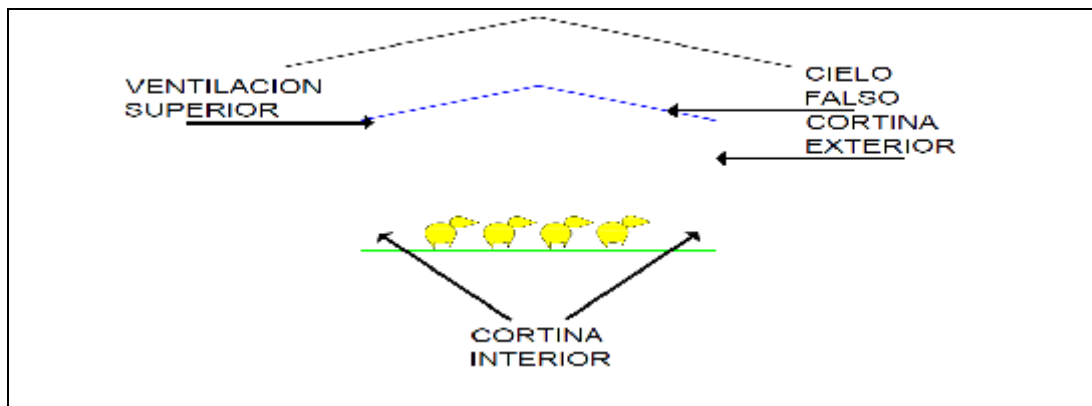 VENTILACION
SUPERIOR
CIELO
FALSO
CORTINA
EXTERIOR
CORTINA
INTERIOR